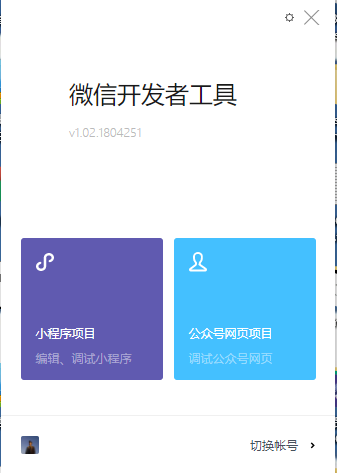 微信开发者工具
v1.02.1804251
小程序项目
编辑、调试小程序
公众号网页项目
调试公众号网页
切换帐号